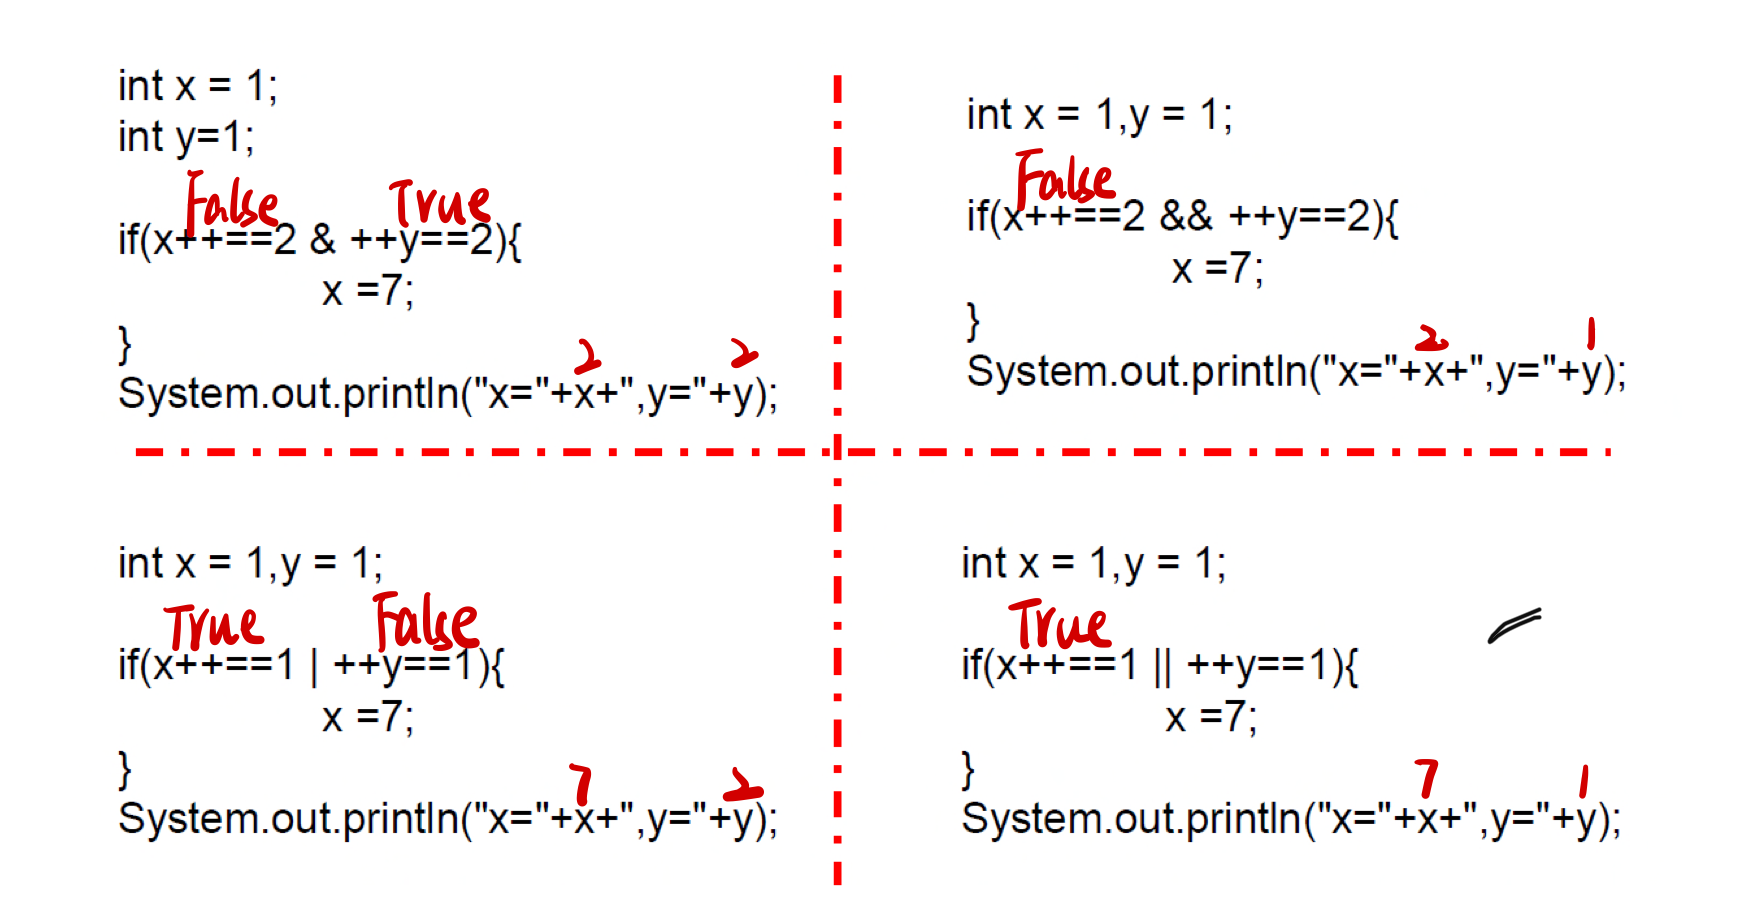 int x = 1;
int y=1;
False True
if(x++==2 & ++y==2){
x =7;
}
2 2
System.out.println("x="+x+",y="+y);
int x = 1,y = 1;
False
if(x++==2 && ++y==2){
x =7;
}
2 1
System.out.println("x="+x+",y="+y);
int x = 1,y = 1;
True False
if(x++==1 | ++y==1){
x =7;
}
7 2
System.out.println("x="+x+",y="+y);
int x = 1,y = 1;
True
if(x++==1 || ++y==1){
x =7;
}
7 1
System.out.println("x="+x+",y="+y);